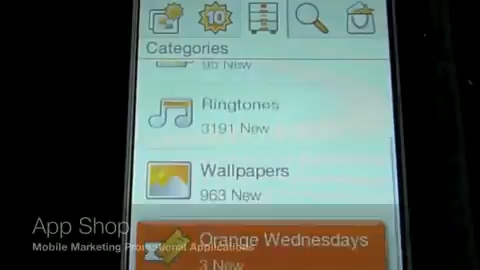 10
Categories
95 New
Ringtones
3191 New
Wallpapers
963 New
App Shop
Orange Wednesdays
Mobile Marketing Promotional Applications
3 New